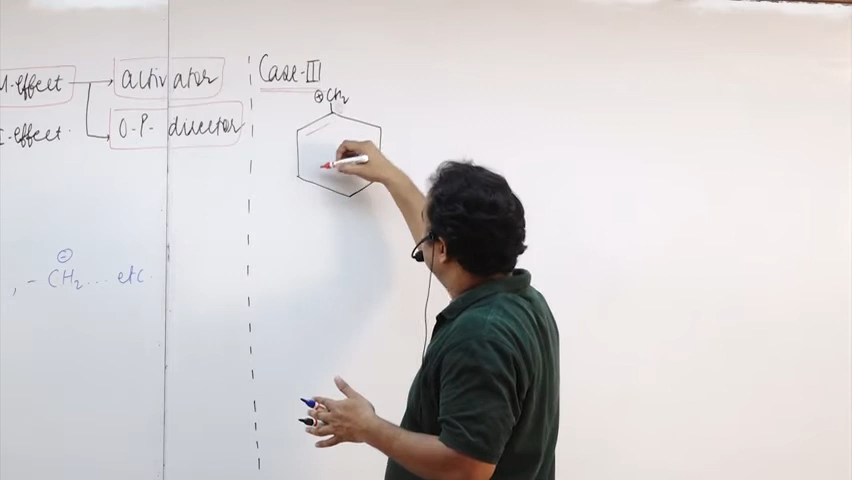 -effect activator
O-P- director
I-effect.
⊖
, - CH₂ ... etc.
Case-III
⊕CH₂